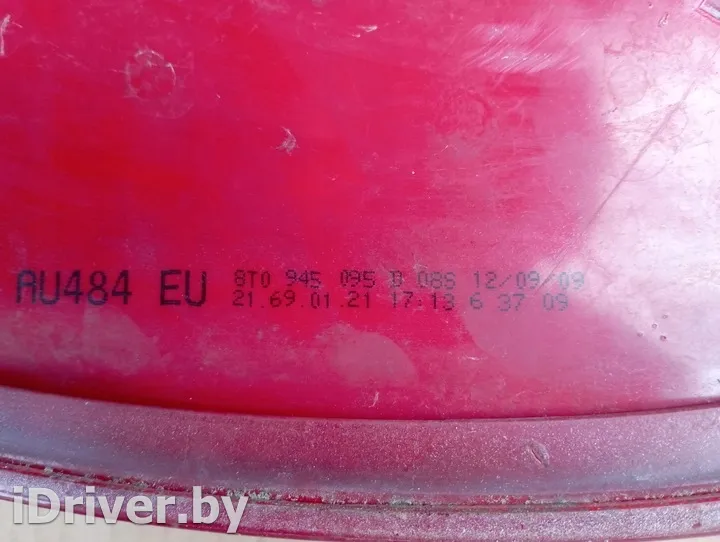 AU484 EU
8T0 945 095 B 08S 12/09/09
21.69.01.21 17:13 6 37 09
iDriver.by